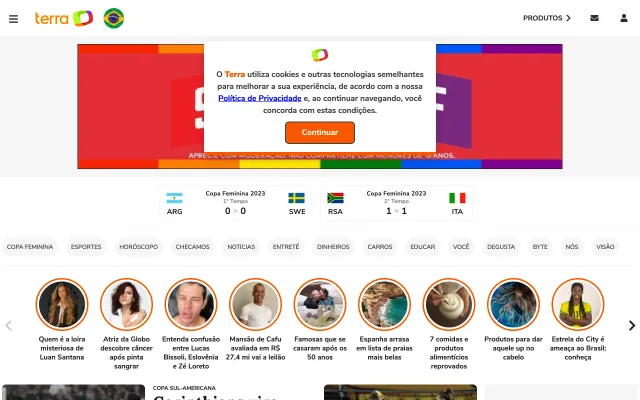 terra
PRODUTOS
O Terra utiliza cookies e outras tecnologias semelhantes
para melhorar a sua experiência, de acordo com a nossa
Política de Privacidade e, ao continuar navegando, você
concorda com estas condições.
Continuar
APRECIE COM MODERAÇÃO. NÃO COMPARTILHE COM MENORES DE 18 ANOS.
Copa Feminina 2023
1° Tempo
ARG
0 × 0
SWE
Copa Feminina 2023
1° Tempo
RSA
1 × 1
ITA
COPA FEMININA
ESPORTES
HORÓSCOPO
CHECAMOS
NOTÍCIAS
ENTRETÊ
DINHEIROS
CARROS
EDUCAR
VOCÊ
DEGUSTA
BYTE
NÓS
VISÃO
Quem é a loira
misteriosa de
Luan Santana
Atriz da Globo
descobre câncer
após pinta
sangrar
Entenda confusão
entre Lucas
Bissoli, Eslovênia
e Zé Loreto
Mansão de Cafu
avaliada em R$
27,4 mi vai a leilão
Famosas que se
casaram após os
50 anos
Espanha arrasa
em lista de praias
mais belas
7 comidas e
produtos
alimentícios
reprovados
Produtos para dar
aquele up no
cabelo
Estrela do City é
ameaça ao Brasil;
conheça
COPA SUL-AMERICANA
Corinthians vira